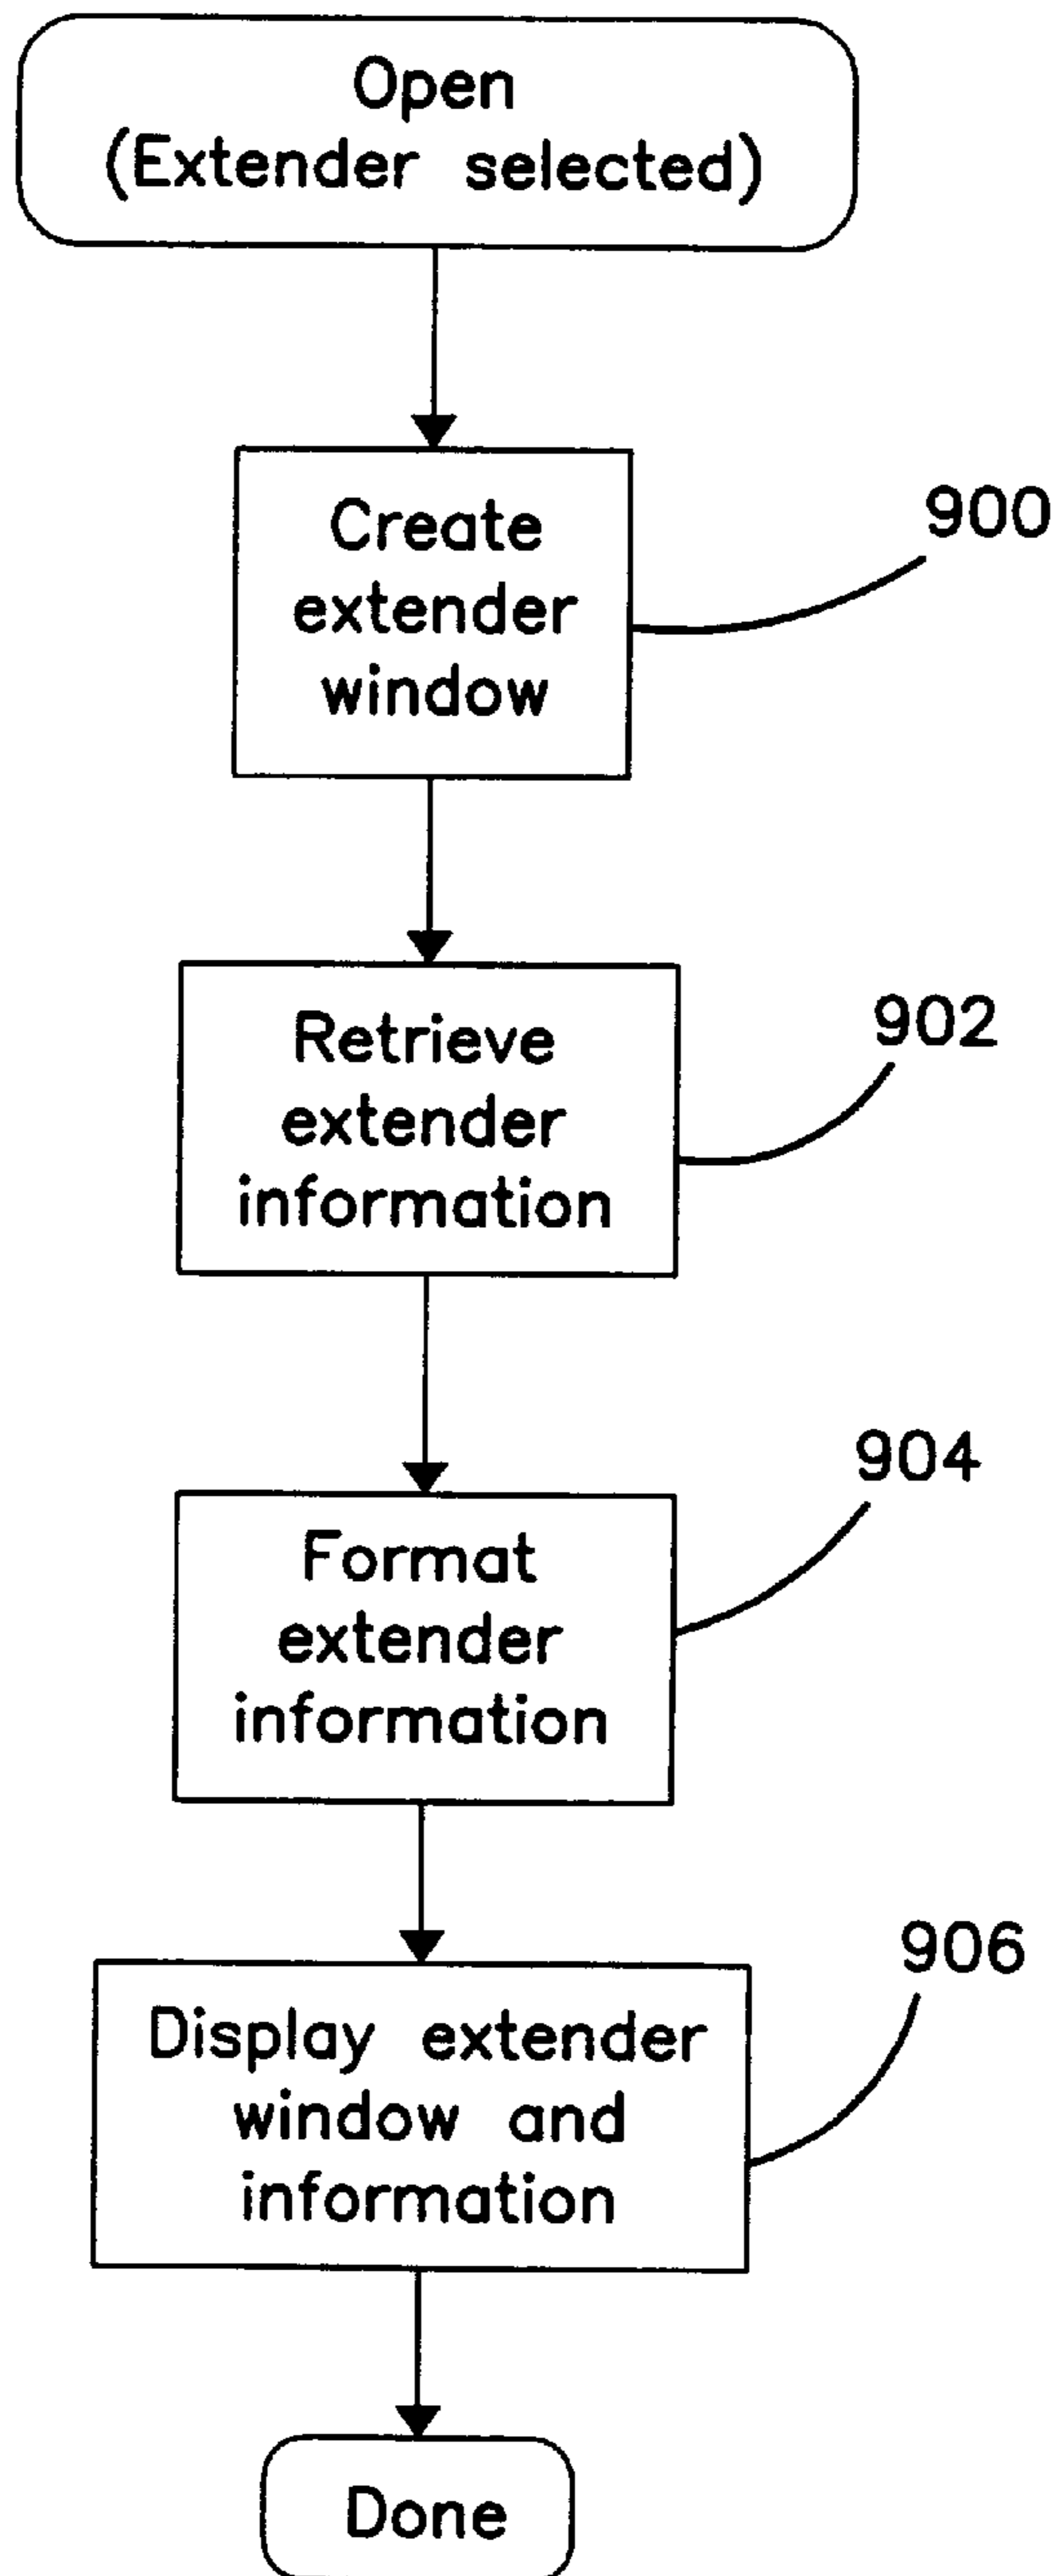 Open
(Extender selected)
Create
extender
window
900
Retrieve
extender
information
902
Format
extender
information
904
Display extender
window and
information
906
Done